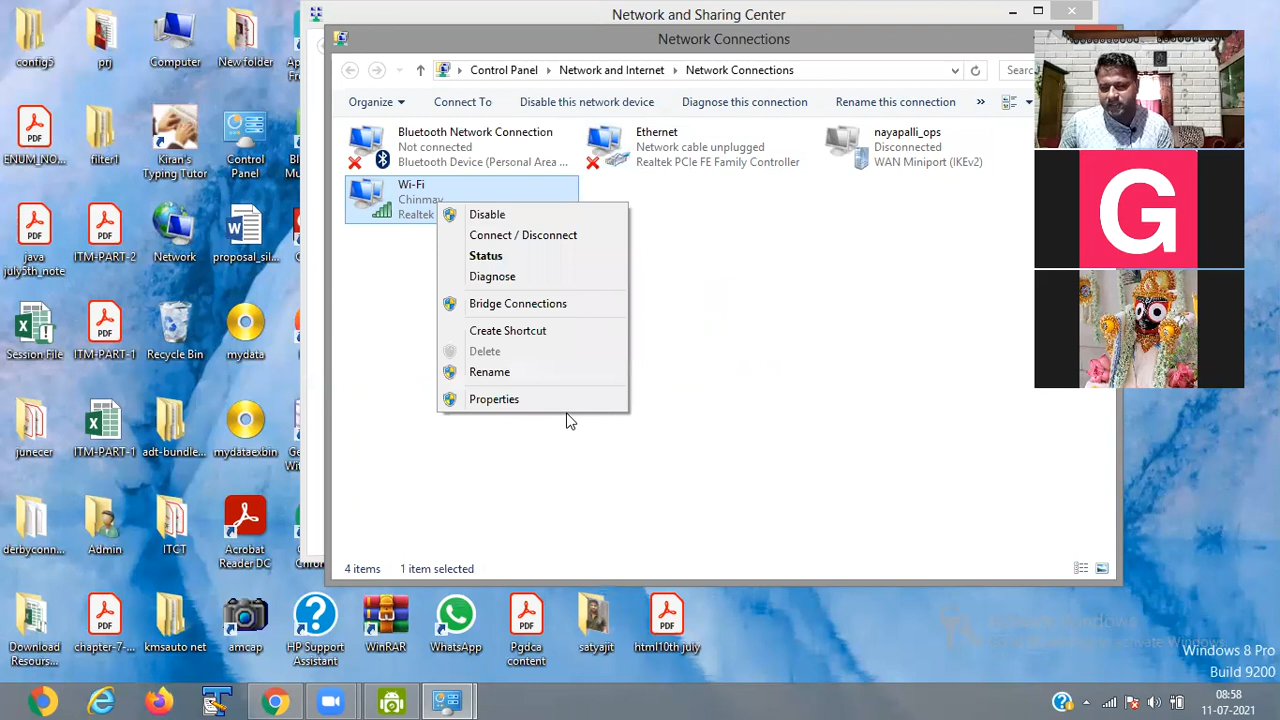 Network and Sharing Center
Network Connections
Network and Internet
Network Connections
Connect
Disable this network device
Diagnose this connection
Rename this connection
»
Bluetooth Network Connection
Not connected
Bluetooth Device (Personal Area ...
Ethernet
Network cable unplugged
Realtek PCIe FE Family Controller
nayapalli_ops
Disconnected
WAN Miniport (IKEv2)
Wi-Fi
Chinmay
Realtek
Disable
Connect / Disconnect
Status
Diagnose
Bridge Connections
Create Shortcut
Delete
Rename
Properties
4 items
1 item selected
G
config5
prj
Computer
New folder
ENUM_NO...
filter1
Kiran's
Typing Tutor
Control
Panel
java
july5th_note
ITM-PART-2
Network
proposal_sil...
Session File
ITM-PART-1
Recycle Bin
mydata
junecer
ITM-PART-1
adt-bundle...
mydataexbin
derbyconn...
Admin
ITCT
Acrobat
Reader DC
Download
Resours...
chapter-7-...
kmsauto net
amcap
HP Support
Assistant
WinRAR
WhatsApp
Pgdca
content
satyajit
html10th july
Windows 8 Pro
Build 9200
08:58
11-07-2021